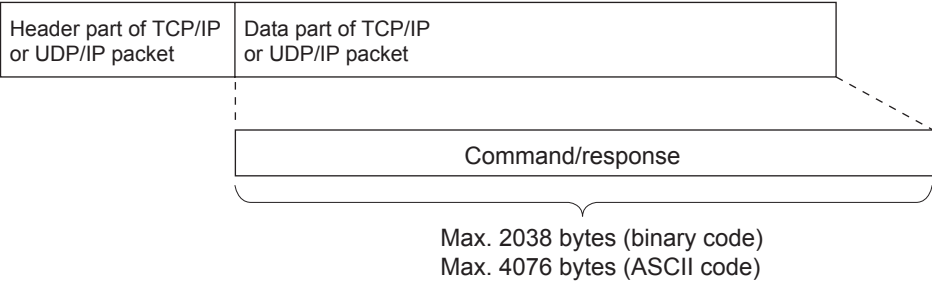 Header part of TCP/IP
or UDP/IP packet
Data part of TCP/IP
or UDP/IP packet
Command/response
Max. 2038 bytes (binary code)
Max. 4076 bytes (ASCII code)